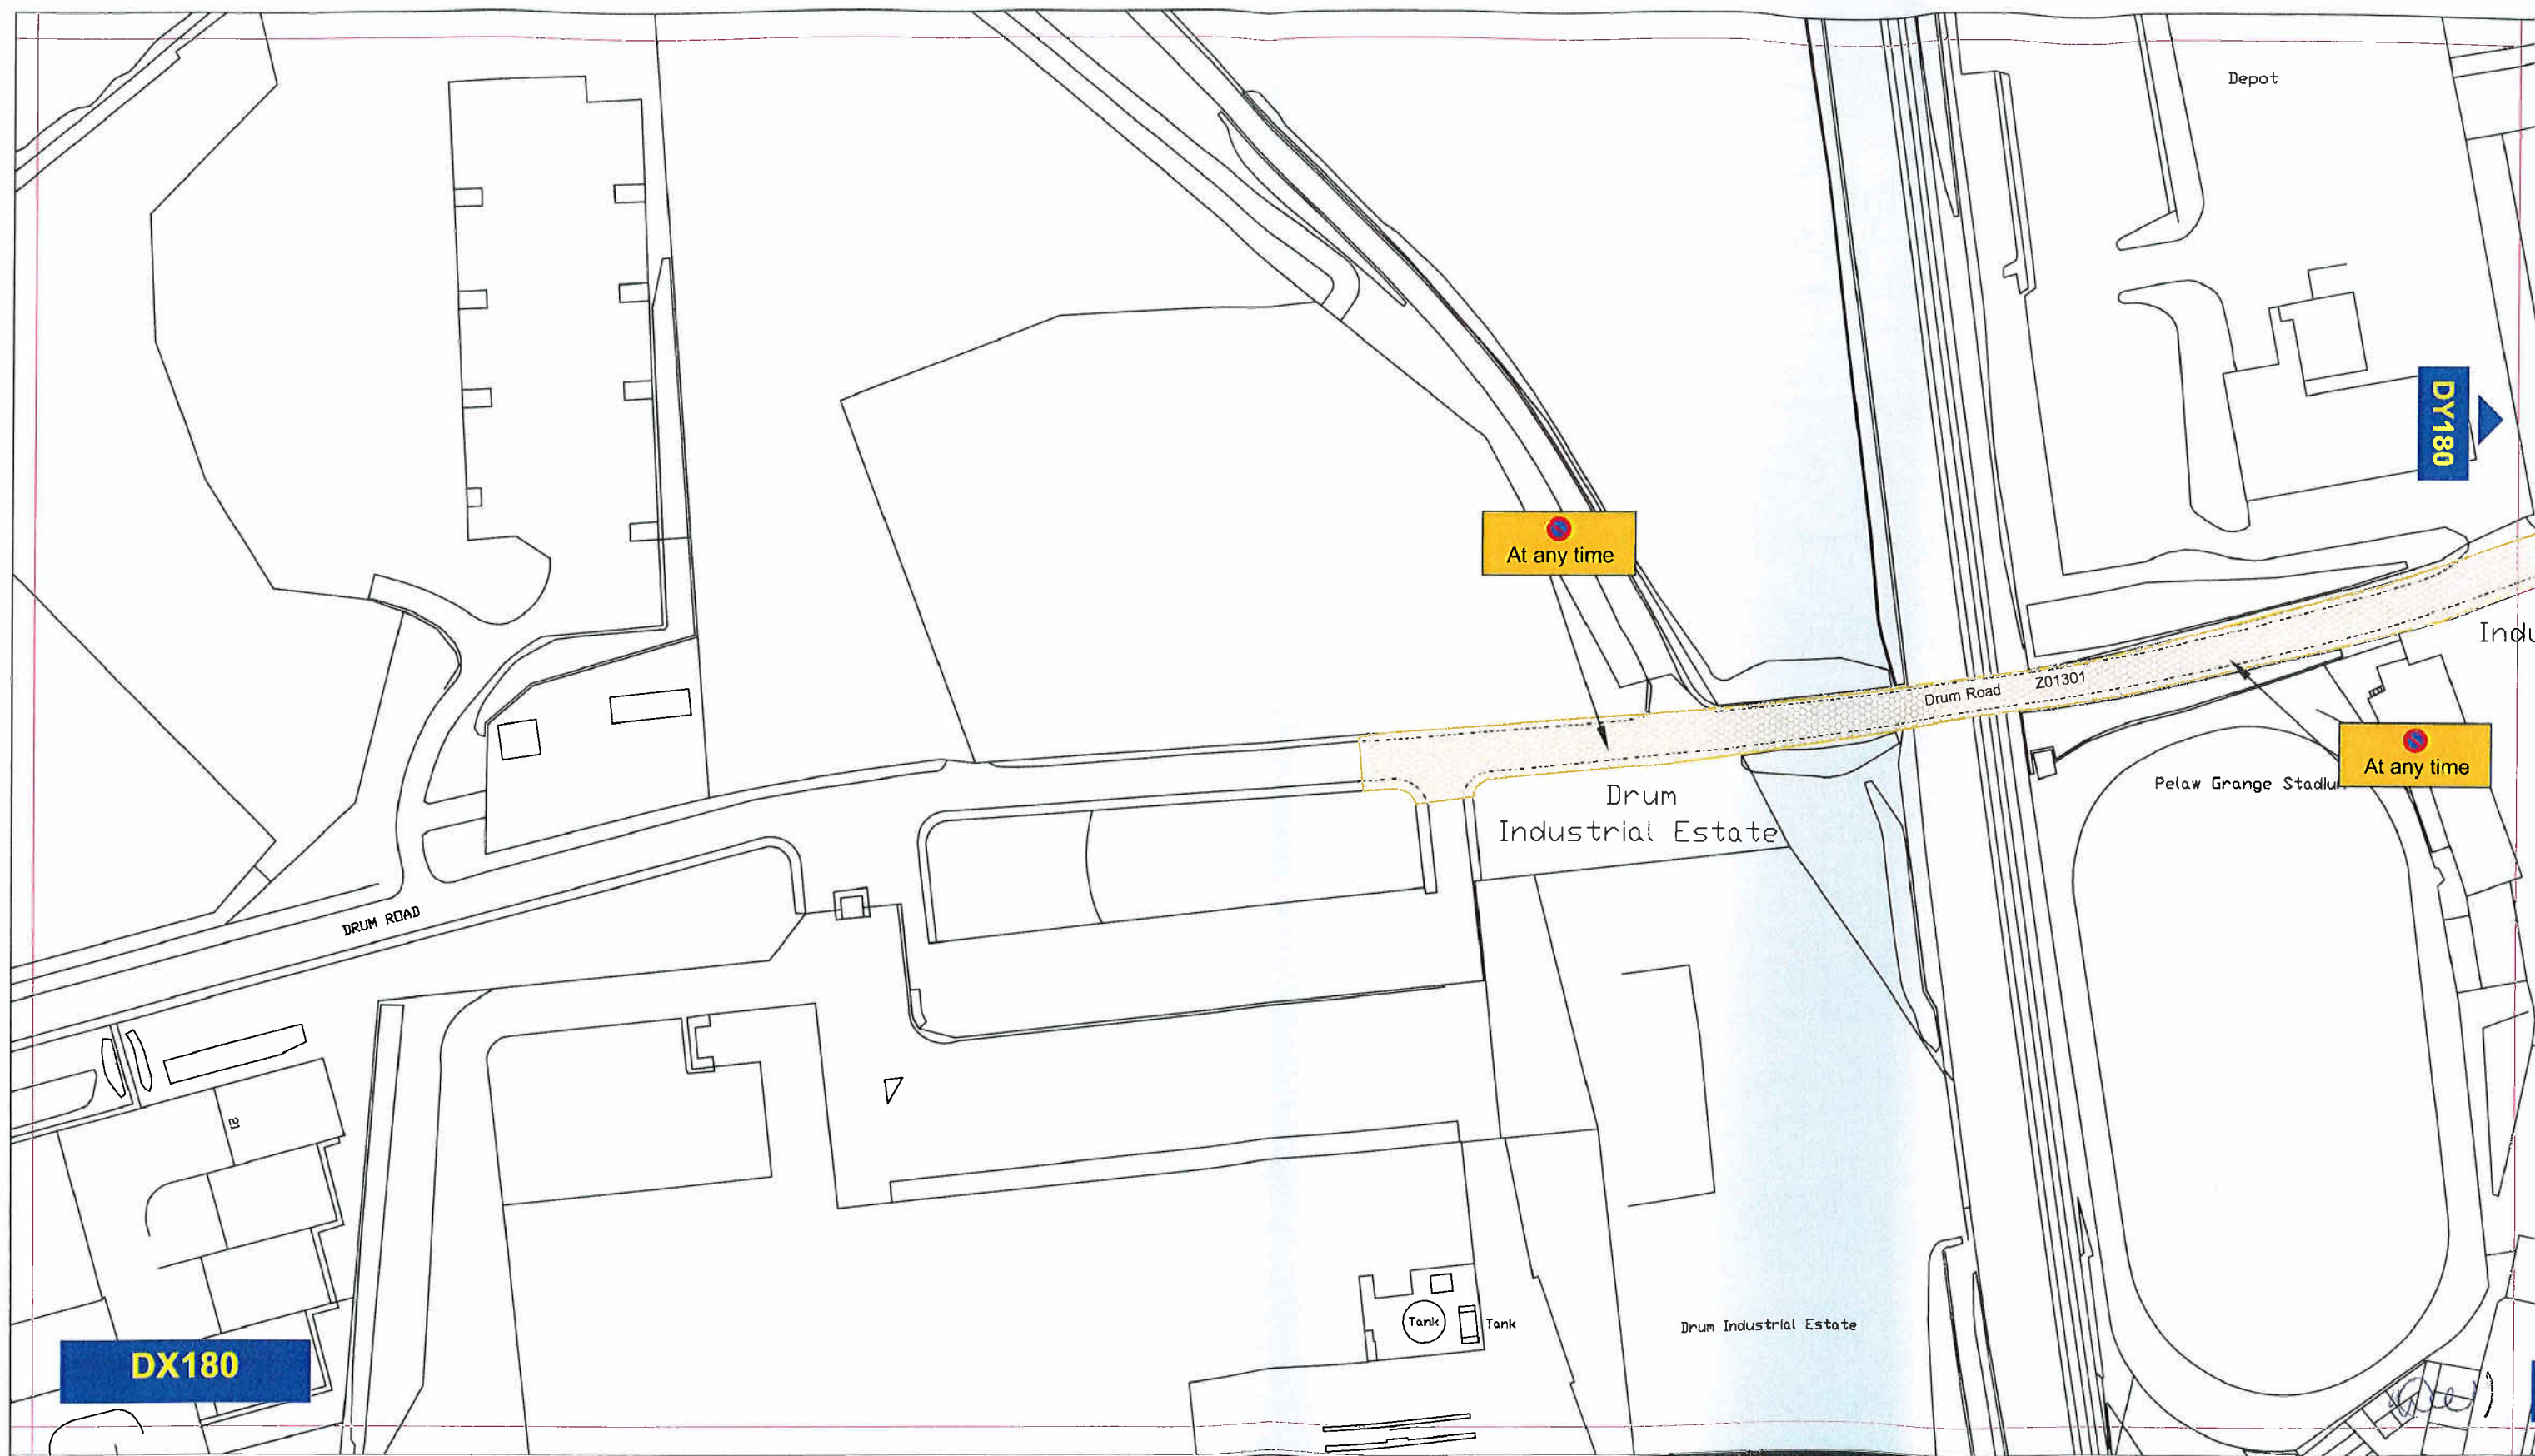 Depot
DY180
At any time
Indu
Drum Road
Z01301
At any time
Pelaw Grange Stadiu
Drum
Industrial Estate
DRUM ROAD
21
Tank
Tank
Drum Industrial Estate
DX180